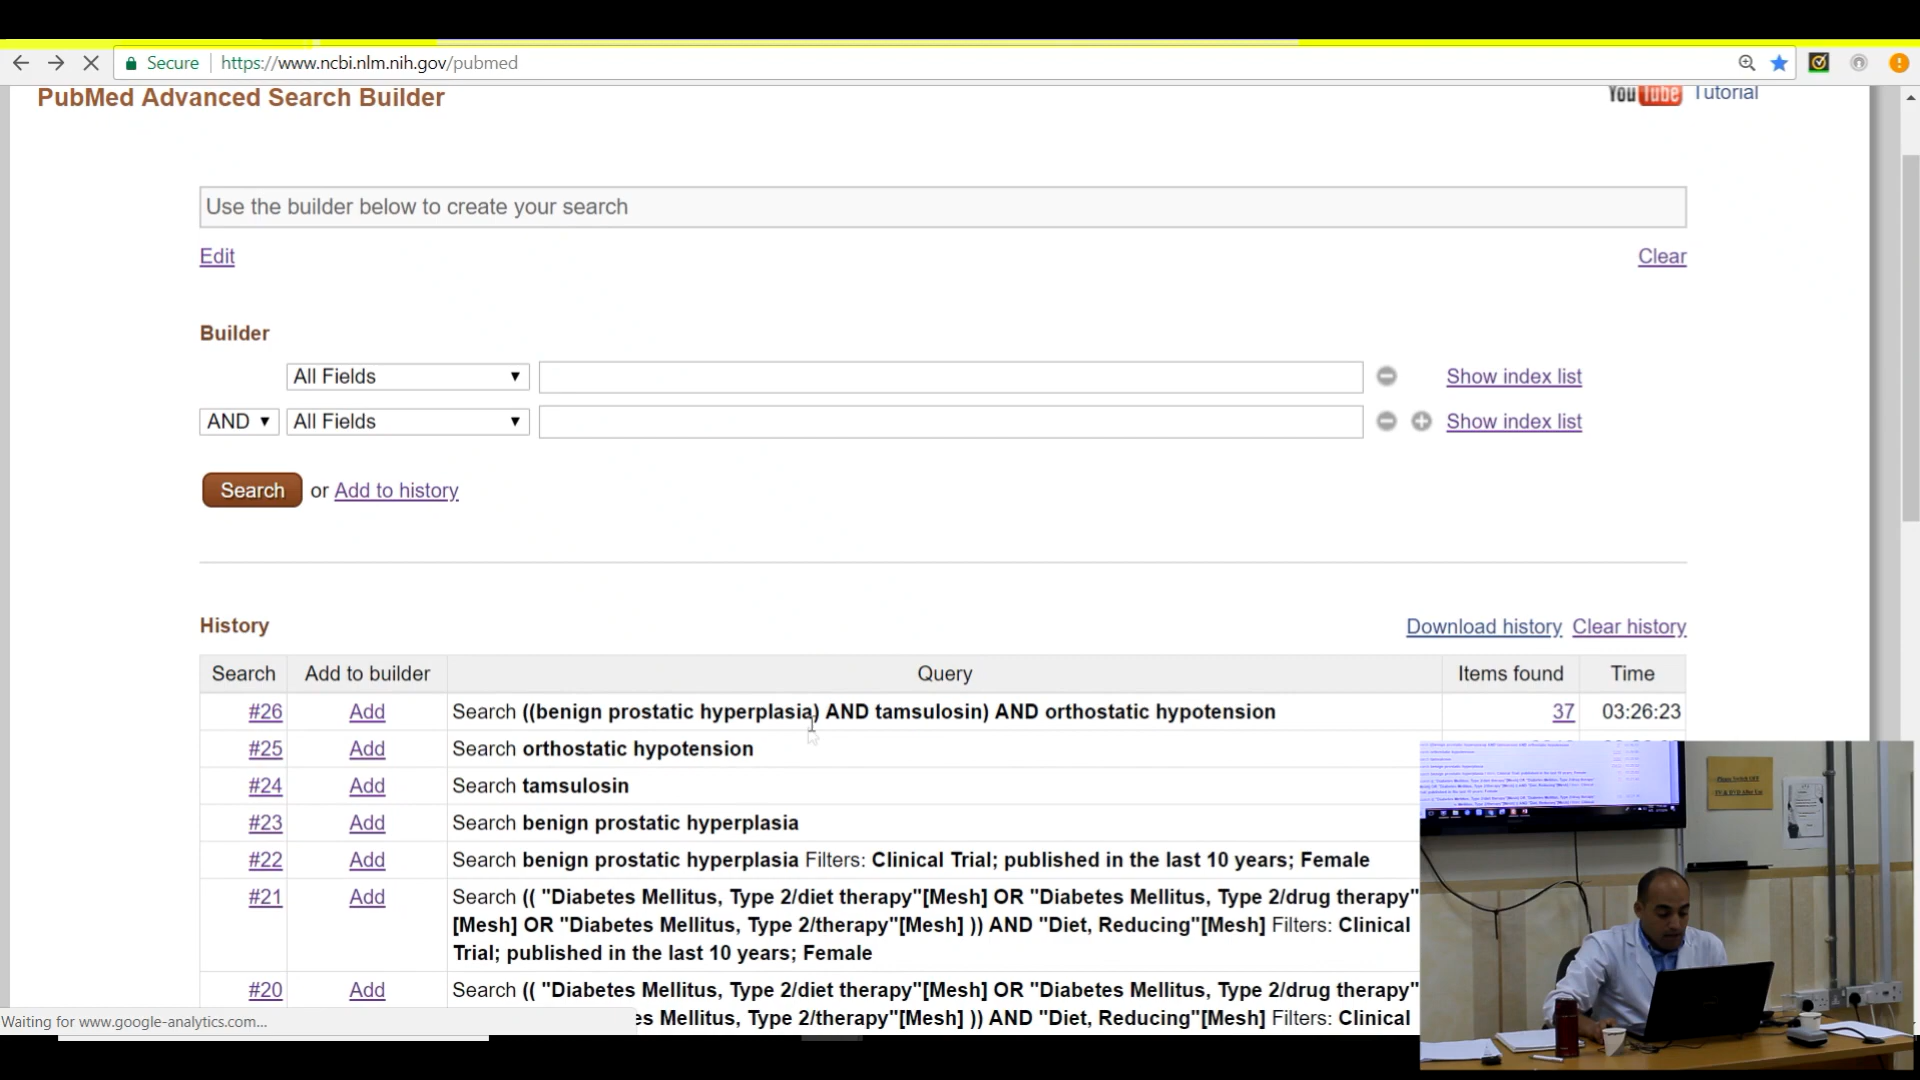 Secure https://www.ncbi.nlm.nih.gov/pubmed
PubMed Advanced Search Builder
YouTube Tutorial
Use the builder below to create your search
Edit Clear
Builder
All Fields Show index list
AND All Fields Show index list
Search or Add to history
History Download history Clear history
Search Add to builder Query Items found Time
#26 Add Search ((benign prostatic hyperplasia) AND tamsulosin) AND orthostatic hypotension 37 03:26:23
#25 Add Search orthostatic hypotension
#24 Add Search tamsulosin
#23 Add Search benign prostatic hyperplasia
#22 Add Search benign prostatic hyperplasia Filters: Clinical Trial; published in the last 10 years; Female
#21 Add Search (( "Diabetes Mellitus, Type 2/diet therapy"[Mesh] OR "Diabetes Mellitus, Type 2/drug therapy"
[Mesh] OR "Diabetes Mellitus, Type 2/therapy"[Mesh] )) AND "Diet, Reducing"[Mesh] Filters: Clinical
Trial; published in the last 10 years; Female
#20 Add Search (( "Diabetes Mellitus, Type 2/diet therapy"[Mesh] OR "Diabetes Mellitus, Type 2/drug therapy"
es Mellitus, Type 2/therapy"[Mesh] )) AND "Diet, Reducing"[Mesh] Filters: Clinical
Waiting for www.google-analytics.com...